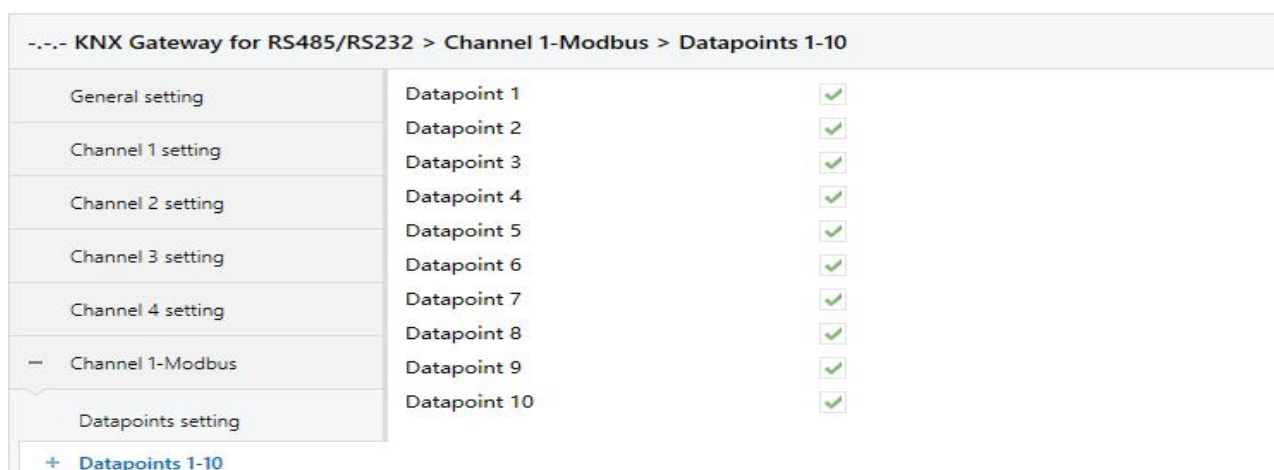 -.-.- KNX Gateway for RS485/RS232 > Channel 1-Modbus > Datapoints 1-10
General setting
Channel 1 setting
Channel 2 setting
Channel 3 setting
Channel 4 setting
− Channel 1-Modbus
Datapoints setting
+ Datapoints 1-10
Datapoint 1
Datapoint 2
Datapoint 3
Datapoint 4
Datapoint 5
Datapoint 6
Datapoint 7
Datapoint 8
Datapoint 9
Datapoint 10